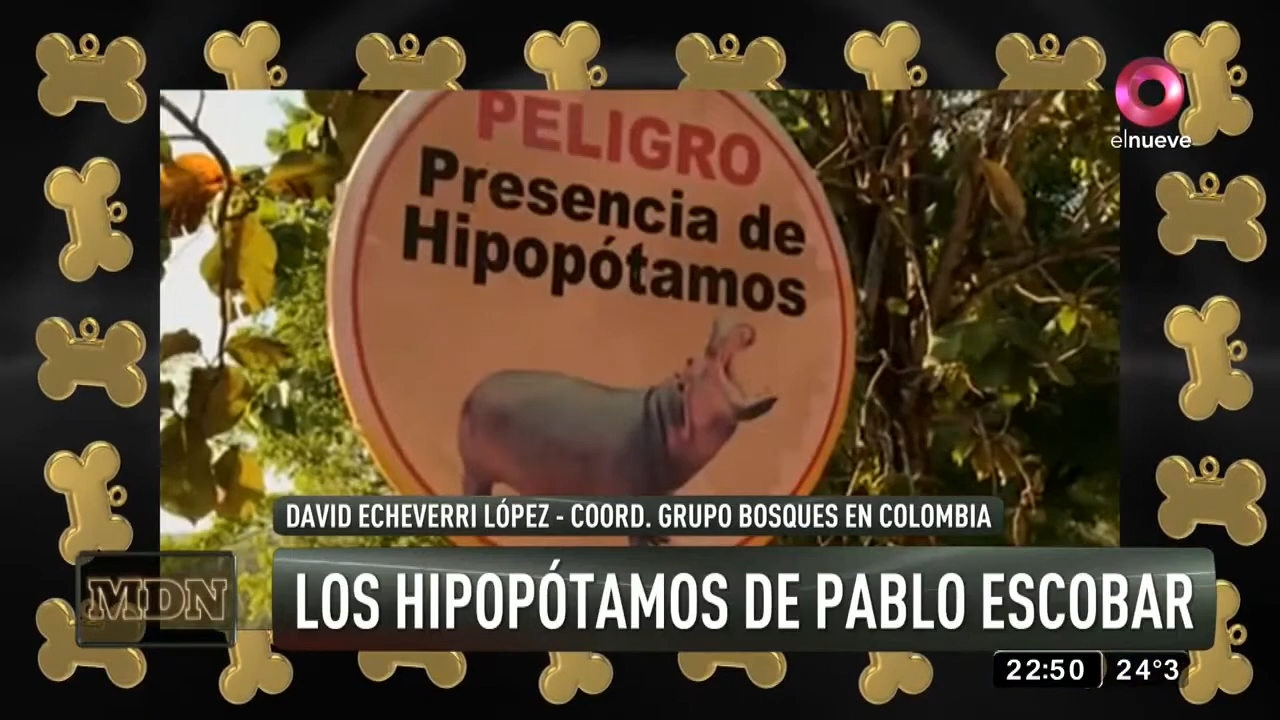 elnueve
PELIGRO
Presencia de
Hipopótamos
DAVID ECHEVERRI LÓPEZ - COORD. GRUPO BOSQUES EN COLOMBIA
MDN
LOS HIPOPÓTAMOS DE PABLO ESCOBAR
22:50 24°3